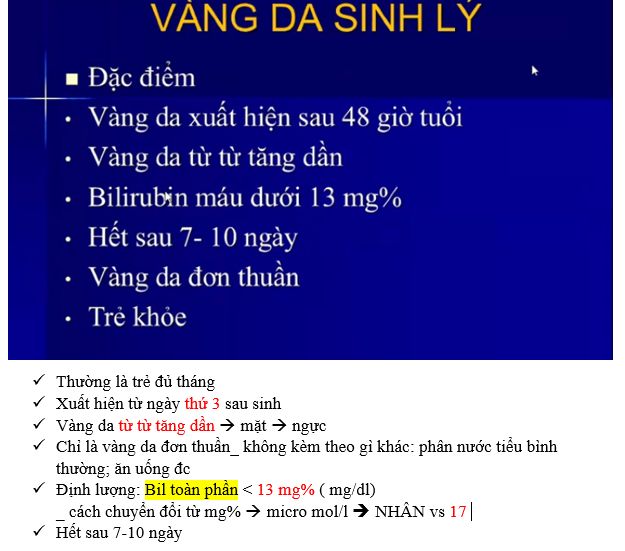 VÀNG DA SINH LÝ
▪ Đặc điểm
• Vàng da xuất hiện sau 48 giờ tuổi
• Vàng da từ từ tăng dần
• Bilirubin máu dưới 13 mg%
• Hết sau 7- 10 ngày
• Vàng da đơn thuần
• Trẻ khỏe
✓ Thường là trẻ đủ tháng
✓ Xuất hiện từ ngày thứ 3 sau sinh
✓ Vàng da từ từ tăng dần → mặt → ngực
✓ Chỉ là vàng da đơn thuần_ không kèm theo gì khác: phân nước tiểu bình
thường; ăn uống đc
✓ Định lượng: Bil toàn phần < 13 mg% ( mg/dl)
_ cách chuyển đổi từ mg% → micro mol/l ➔ NHÂN vs 17
✓ Hết sau 7-10 ngày